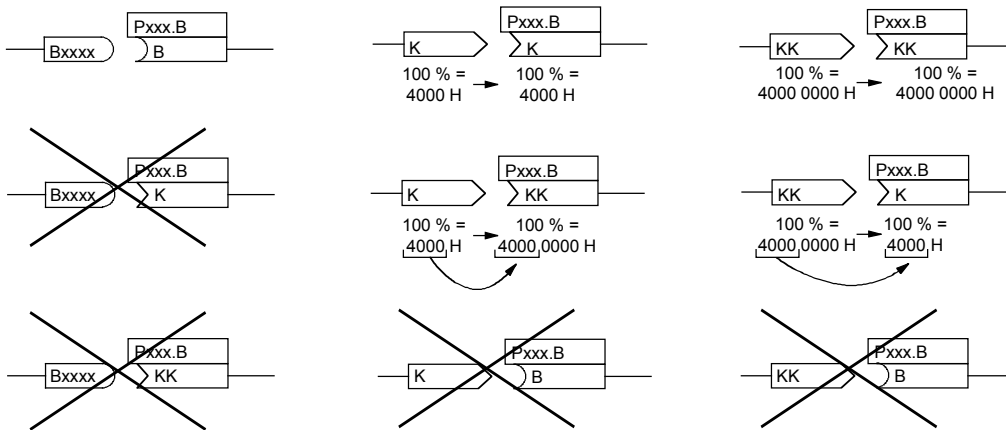 Pxxx.B
Bxxxx B
Pxxx.B
K K
100 % = 100 % =
4000 H 4000 H
Pxxx.B
KK KK
100 % = 100 % =
4000 0000 H 4000 0000 H
Pxxx.B
Bxxxx K
Pxxx.B
K KK
100 % = 100 % =
4000 H 4000 0000 H
Pxxx.B
KK K
100 % = 100 % =
4000 0000 H 4000 H
Pxxx.B
Bxxxx KK
Pxxx.B
K B
Pxxx.B
KK B